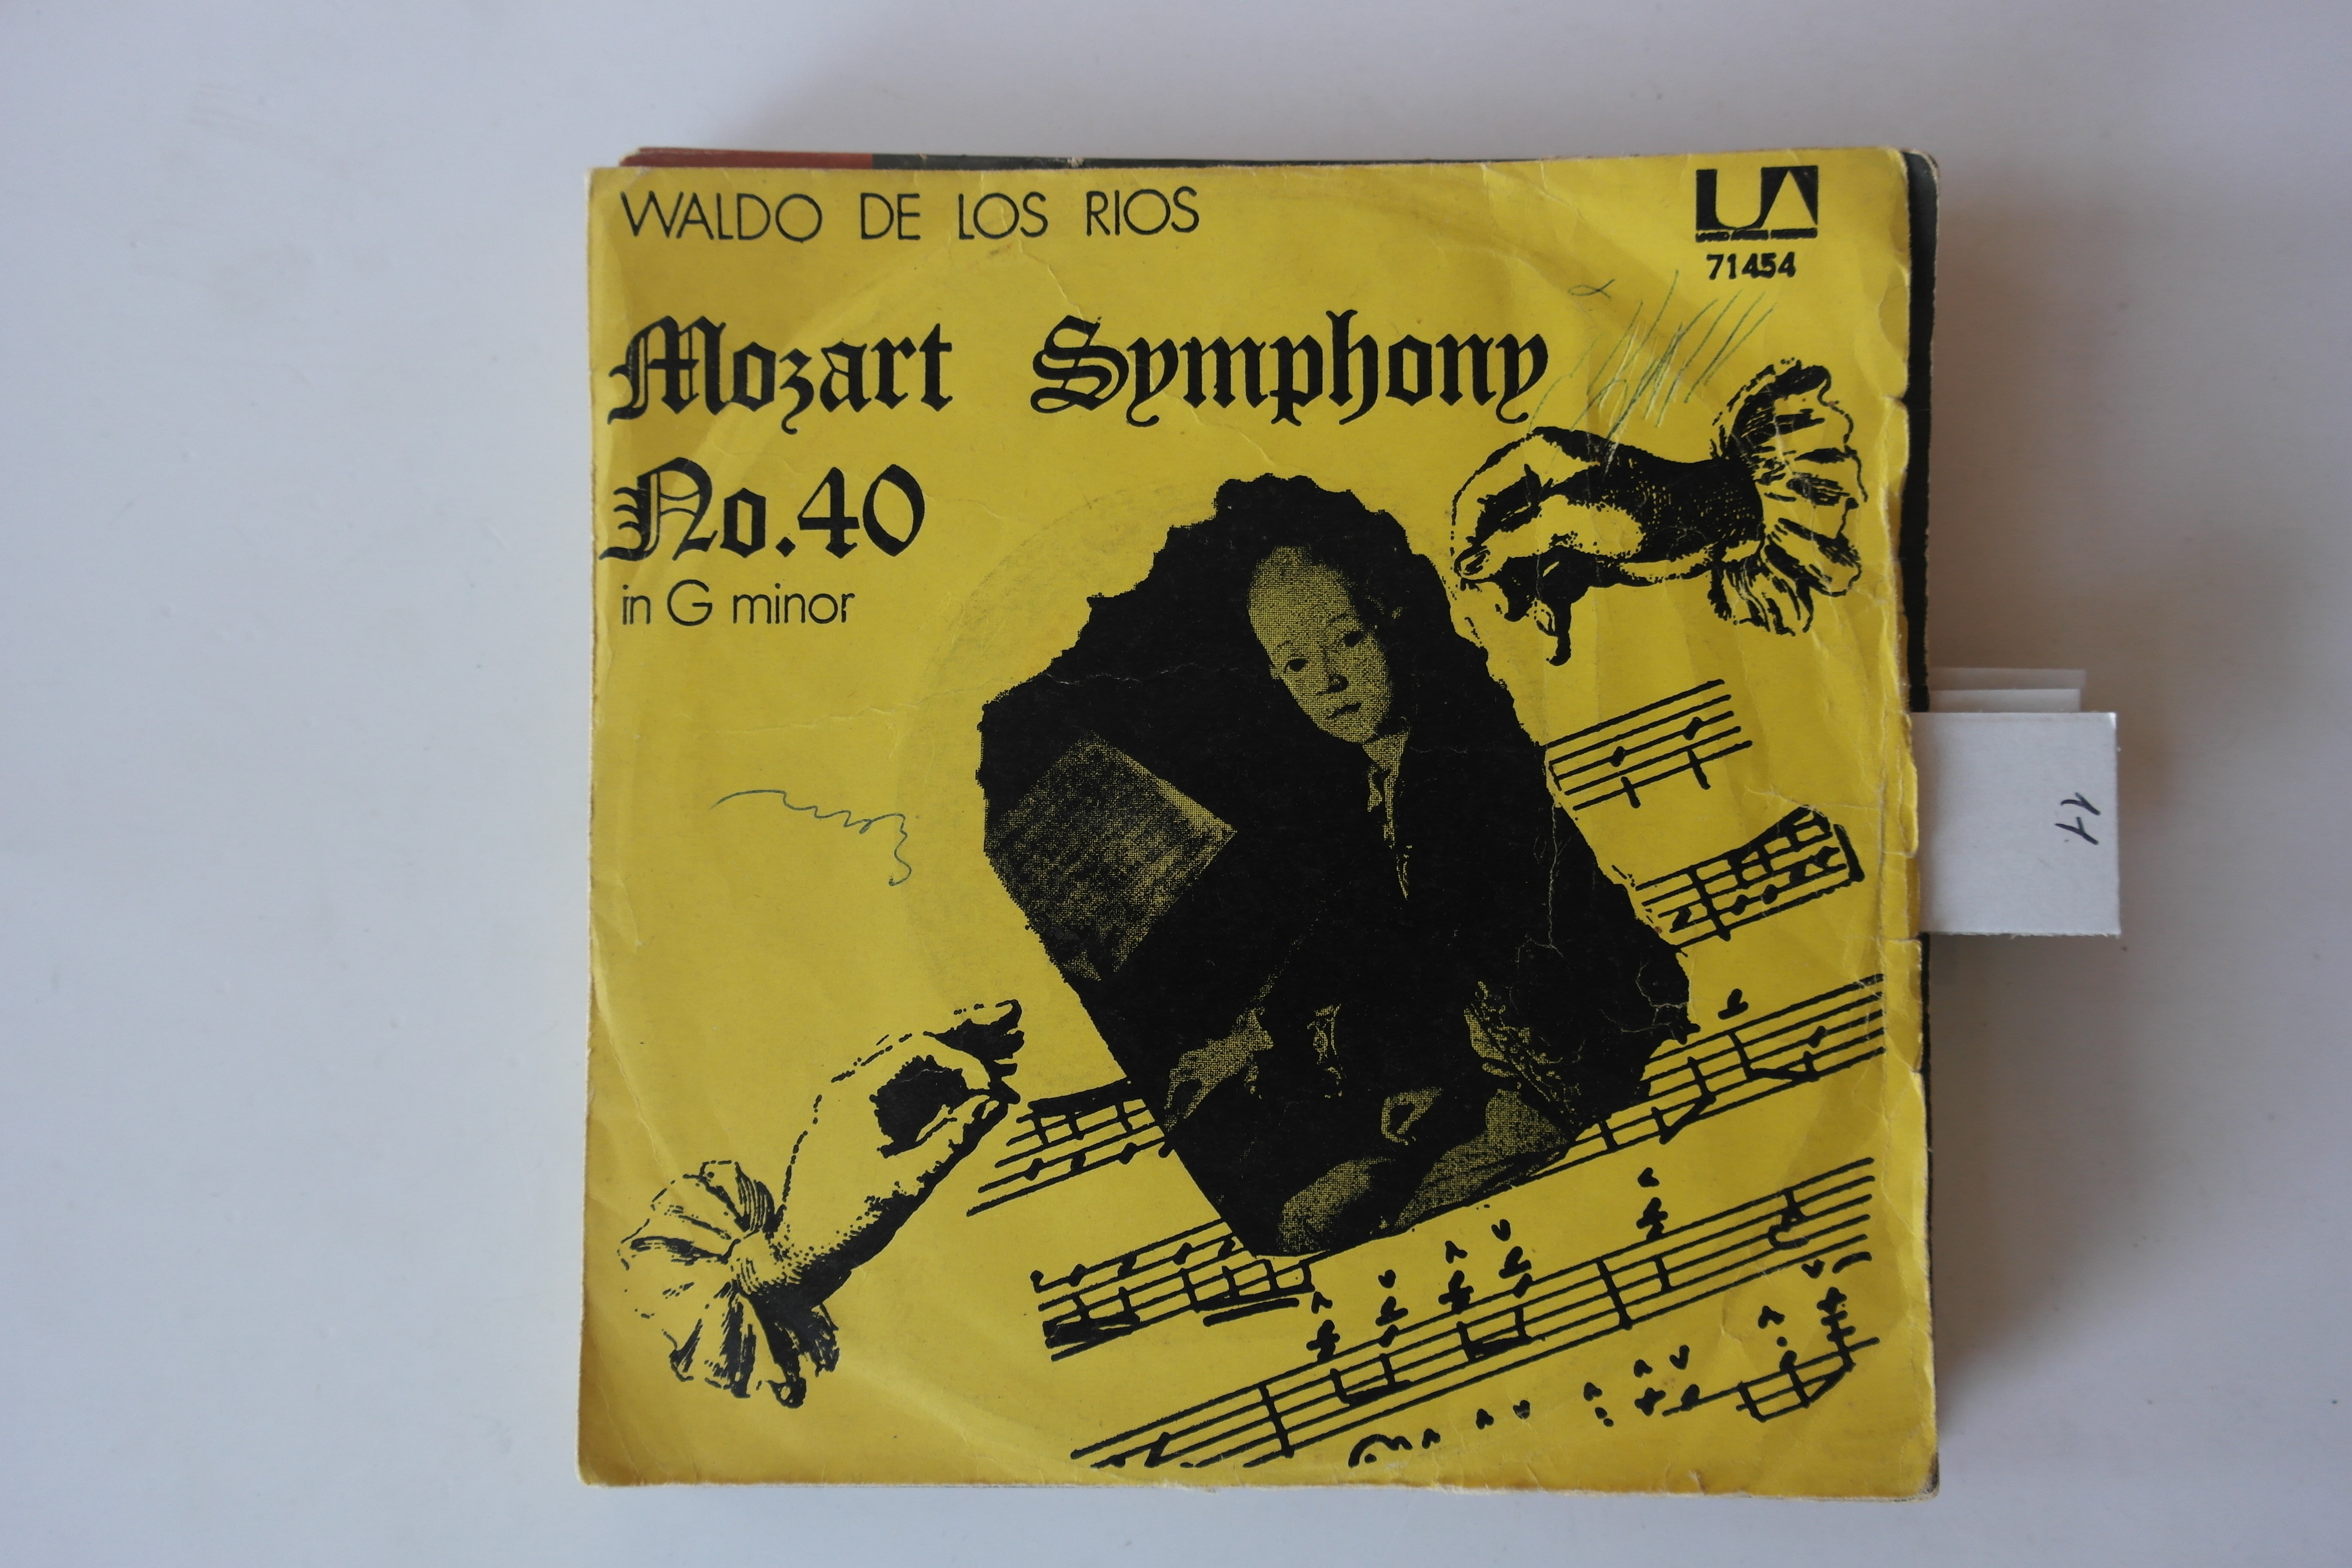 WALDO DE LOS RIOS
UA
71454
Mozart Symphony
No.40
in G minor
11